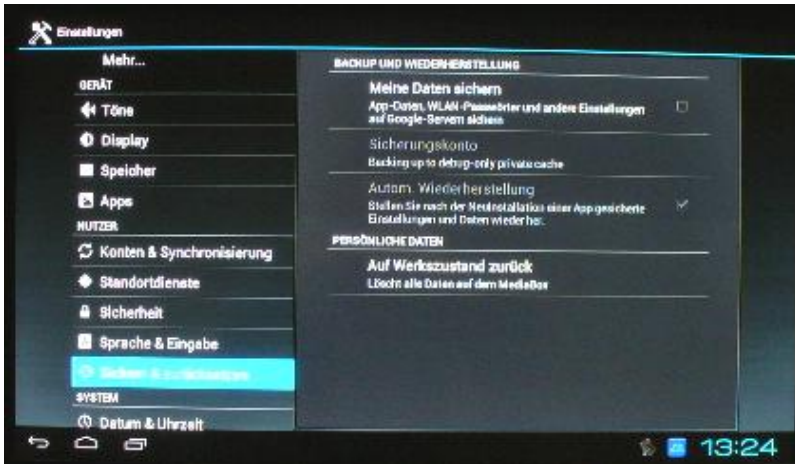 Einstellungen
Mehr...
GERÄT
Töne
Display
Speicher
Apps
NUTZER
Konten & Synchronisierung
Standortdienste
Sicherheit
Sprache & Eingabe
Sichern & zurücksetzen
SYSTEM
Datum & Uhrzeit
BACKUP UND WIEDERHERSTELLUNG
Meine Daten sichern
App-Daten, WLAN-Passwörter und andere Einstellungen
auf Google-Servern sichern
Sicherungskonto
Backing up to debug-only private cache
Autom. Wiederherstellung
Stellen Sie nach der Neuinstallation einer App gesicherte
Einstellungen und Daten wieder her.
PERSÖNLICHE DATEN
Auf Werkszustand zurück
Löscht alle Daten auf dem MediaBox
13:24